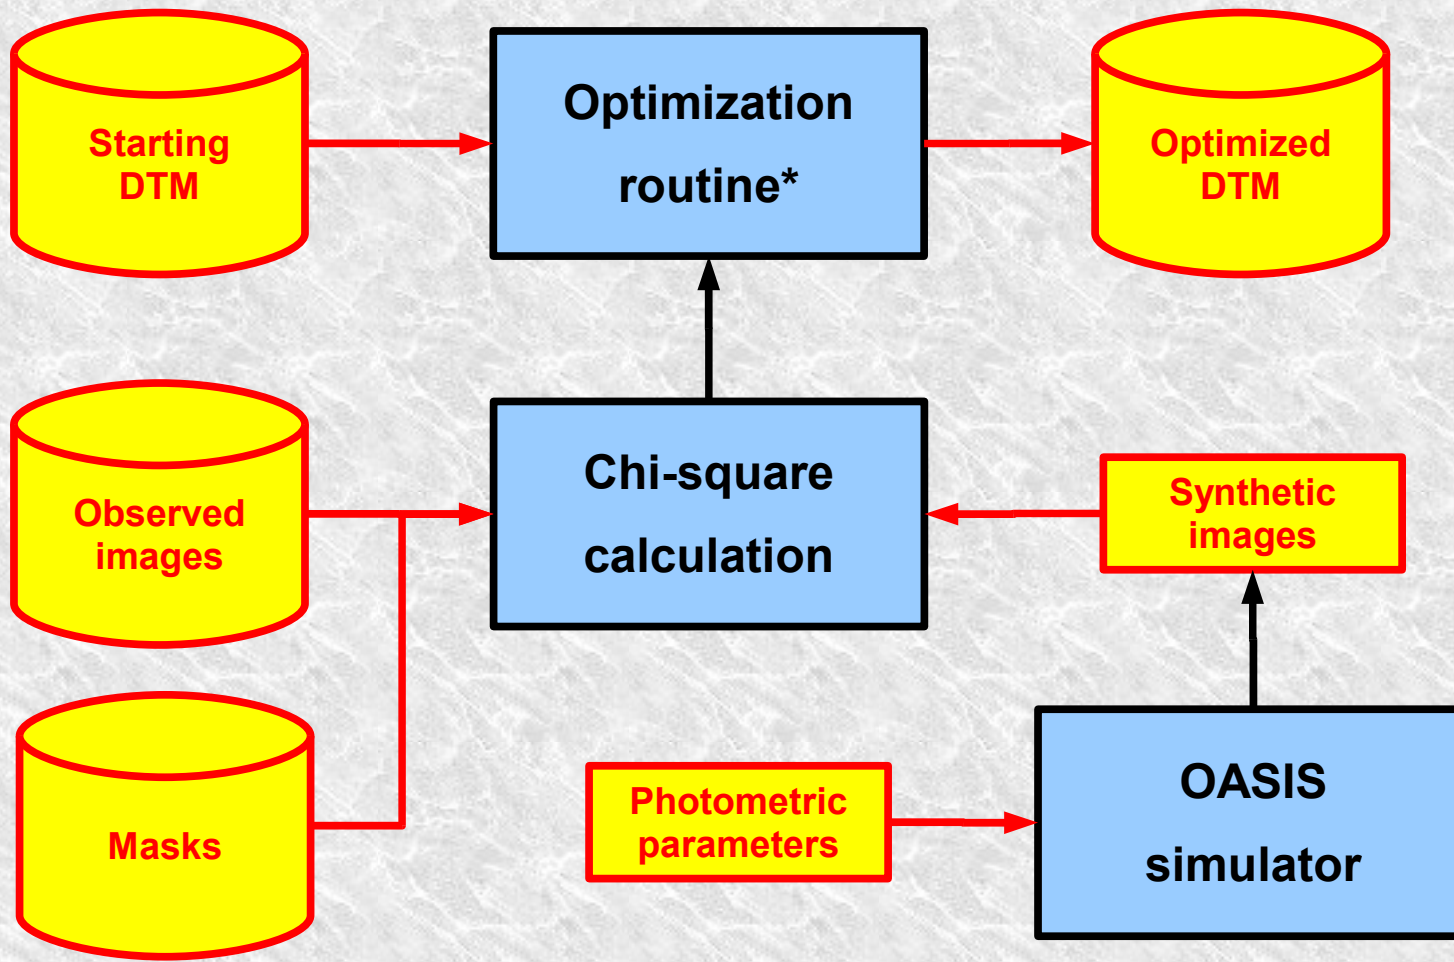 Starting
DTM
Optimization
routine*
Optimized
DTM
Observed
images
Chi-square
calculation
Synthetic
images
Masks
Photometric
parameters
OASIS
simulator